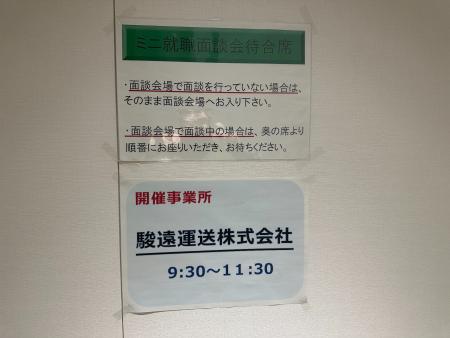 ミニ就職面談会待合席
・面談会場で面談を行っていない場合は、
そのまま面談会場へお入り下さい。
・面談会場で面談中の場合は、奥の席より
順番にお座りいただき、お待ちください。
開催事業所
駿遠運送株式会社
9:30～11:30